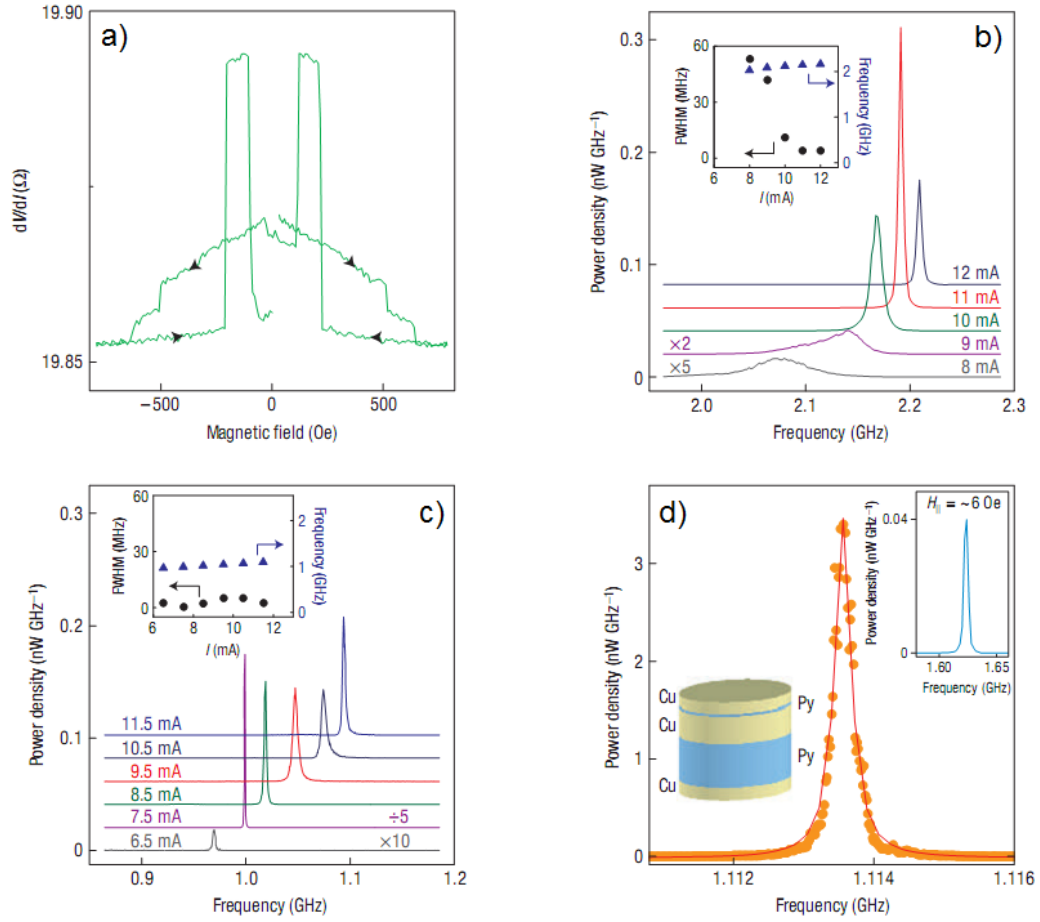 a)
19.90
19.85
dV/dI (Ω)
−500
0
500
Magnetic field (Oe)
b)
0.3
0.2
0.1
0
Power density (nW GHz⁻¹)
60
30
0
FWHM (MHz)
2
1
0
Frequency (GHz)
6
8
10
12
I (mA)
12 mA
11 mA
10 mA
×2
9 mA
×5
8 mA
2.0
2.1
2.2
2.3
Frequency (GHz)
c)
0.3
0.2
0.1
0
Power density (nW GHz⁻¹)
60
30
0
FWHM (MHz)
2
1
0
Frequency (GHz)
6
8
10
12
I (mA)
11.5 mA
10.5 mA
9.5 mA
8.5 mA
7.5 mA
÷5
6.5 mA
×10
0.9
1.0
1.1
1.2
Frequency (GHz)
d)
3
2
1
0
Power density (nW GHz⁻¹)
H|| = ~6 Oe
0.04
0
Power density (nW GHz⁻¹)
1.60
1.65
Frequency (GHz)
Cu
Py
Cu
Py
Cu
1.112
1.114
1.116
Frequency (GHz)